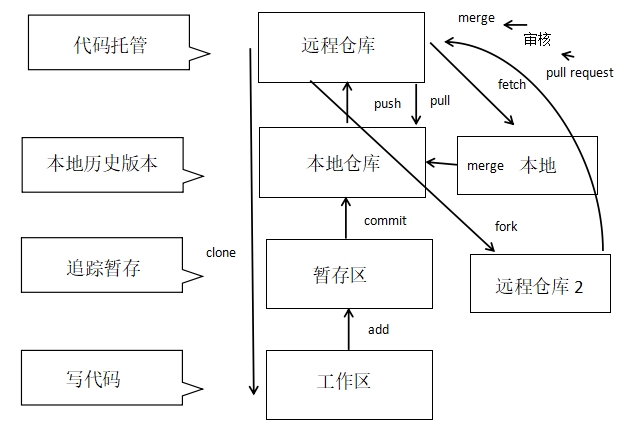 代码托管
远程仓库
merge
审核
pull request
fetch
push
pull
本地历史版本
本地仓库
merge
本地
commit
fork
追踪暂存
clone
暂存区
远程仓库 2
add
写代码
工作区